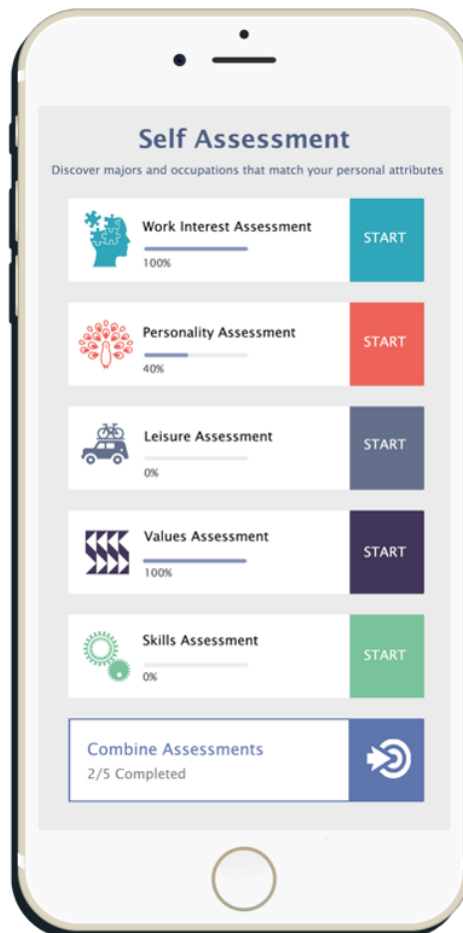 Self Assessment
Discover majors and occupations that match your personal attributes
Work Interest Assessment
START
100%
Personality Assessment
START
40%
Leisure Assessment
START
0%
Values Assessment
START
100%
Skills Assessment
START
0%
Combine Assessments
2/5 Completed